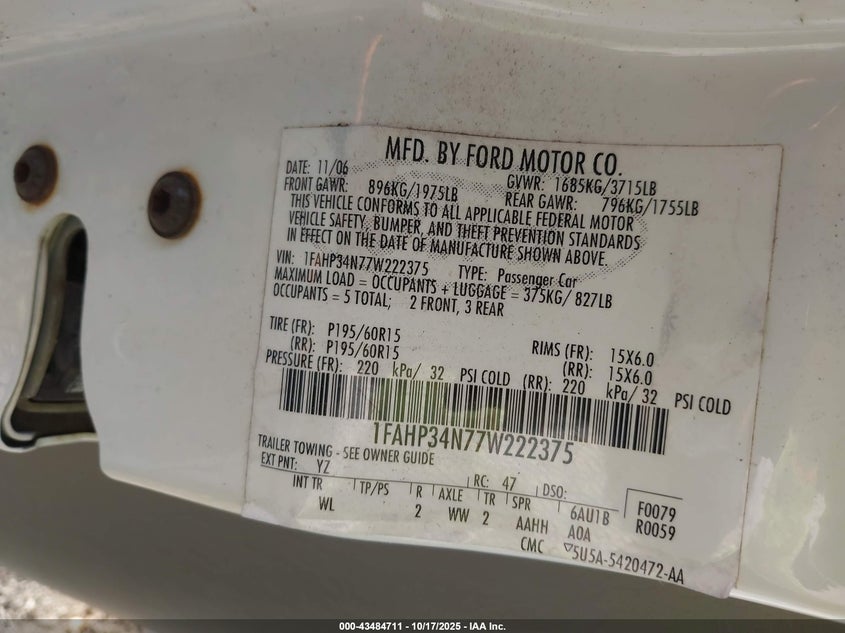 MFD. BY FORD MOTOR CO.
DATE: 11/06 GVWR: 1685KG/3715LB
FRONT GAWR: 896KG/1975LB REAR GAWR: 796KG/1755LB
THIS VEHICLE CONFORMS TO ALL APPLICABLE FEDERAL MOTOR
VEHICLE SAFETY, BUMPER, AND THEFT PREVENTION STANDARDS
IN EFFECT ON THE DATE OF MANUFACTURE SHOWN ABOVE.
VIN: 1FAHP34N77W222375 TYPE: Passenger Car
MAXIMUM LOAD = OCCUPANTS + LUGGAGE = 375KG/ 827LB
OCCUPANTS = 5 TOTAL; 2 FRONT, 3 REAR
TIRE (FR): P195/60R15 RIMS (FR): 15X6.0
(RR): P195/60R15 (RR): 15X6.0
PRESSURE (FR): 220 kPa/ 32 PSI COLD (RR): 220 kPa/ 32 PSI COLD
1FAHP34N77W222375
TRAILER TOWING - SEE OWNER GUIDE
EXT PNT: YZ RC: 47 DSO: F0079
INT TR TP/PS R AXLE TR SPR 6AU1B R0059
WL 2 WW 2 AAHH A0A
CMC ▽5U5A-5420472-AA
000-43484711 - 10/17/2025 - IAA Inc.